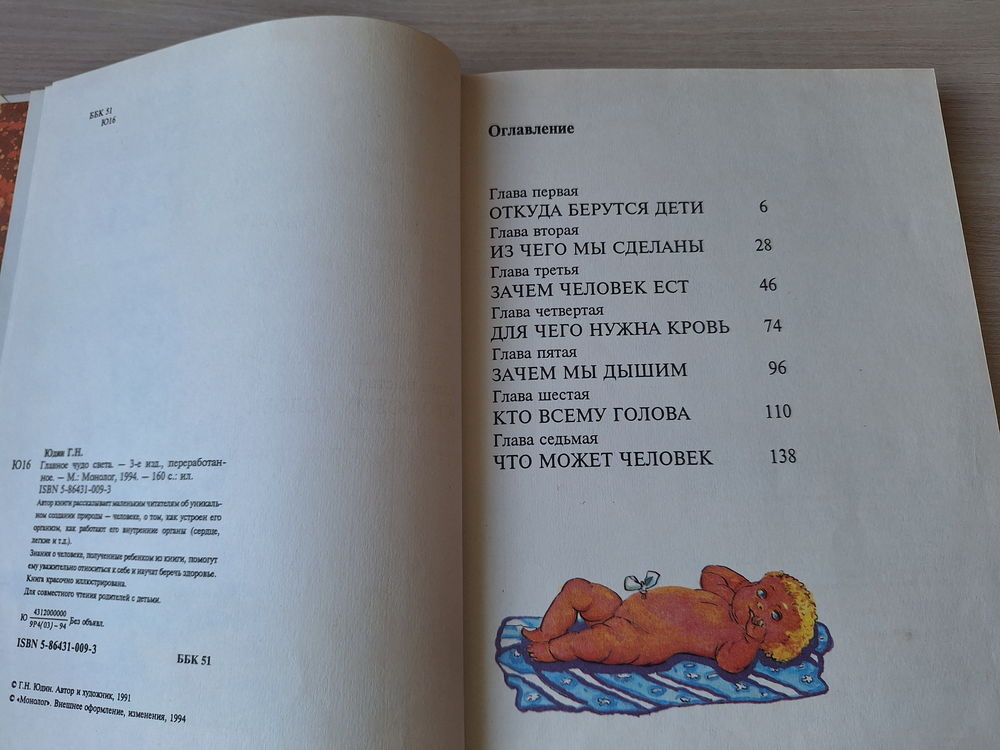 ББК 51
Ю16
Юдин Г.Н.
Ю16 Главное чудо света. — 3-е изд., переработан-
ное. — М.: Монолог, 1994. — 160 с.: ил.
ISBN 5-86431-009-3
Автор книги рассказывает маленьким читателям об уникаль-
ном создании природы — человеке, о том, как устроен его
организм, как работают его внутренние органы (сердце,
легкие и т.д.).
Знания о человеке, полученные ребенком из книги, помогут
ему уважительно относиться к себе и научат беречь здоровье.
Книга красочно иллюстрирована.
Для совместного чтения родителей с детьми.
4312000000
Ю 9Р4(03)–94 Без объявл.
ISBN 5-86431-009-3
ББК 51
© Г.Н. Юдин. Автор и художник, 1991
© «Монолог». Внешнее оформление, изменения, 1994
Оглавление
Глава первая
ОТКУДА БЕРУТСЯ ДЕТИ 6
Глава вторая
ИЗ ЧЕГО МЫ СДЕЛАНЫ 28
Глава третья
ЗАЧЕМ ЧЕЛОВЕК ЕСТ 46
Глава четвертая
ДЛЯ ЧЕГО НУЖНА КРОВЬ 74
Глава пятая
ЗАЧЕМ МЫ ДЫШИМ 96
Глава шестая
КТО ВСЕМУ ГОЛОВА 110
Глава седьмая
ЧТО МОЖЕТ ЧЕЛОВЕК 138